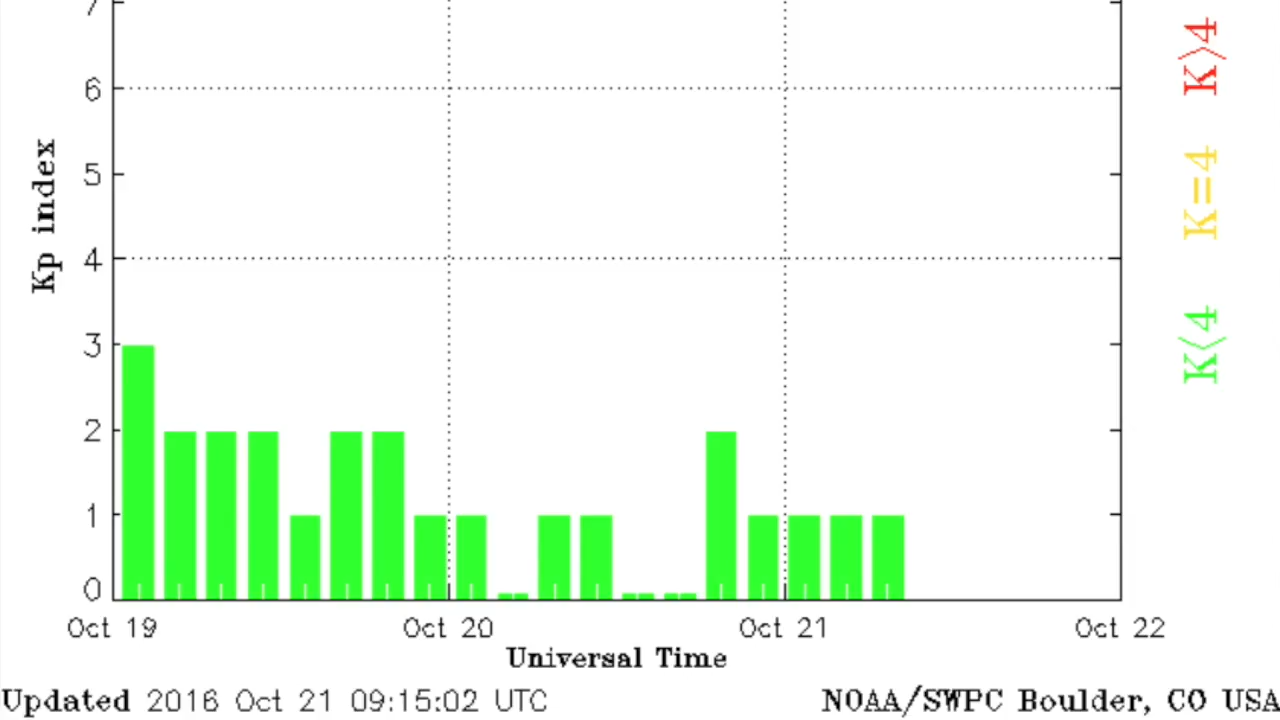 7
6
5
4
3
2
1
0
Kp index
K>4
K=4
K<4
Oct 19 Oct 20 Oct 21 Oct 22
Universal Time
Updated 2016 Oct 21 09:15:02 UTC NOAA/SWPC Boulder, CO USA